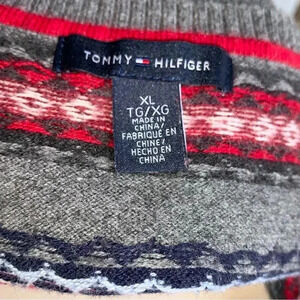 TOMMY HILFIGER
XL
TG/XG
MADE IN
CHINA/
FABRIQUÉ EN
CHINE/
HECHO EN
CHINA